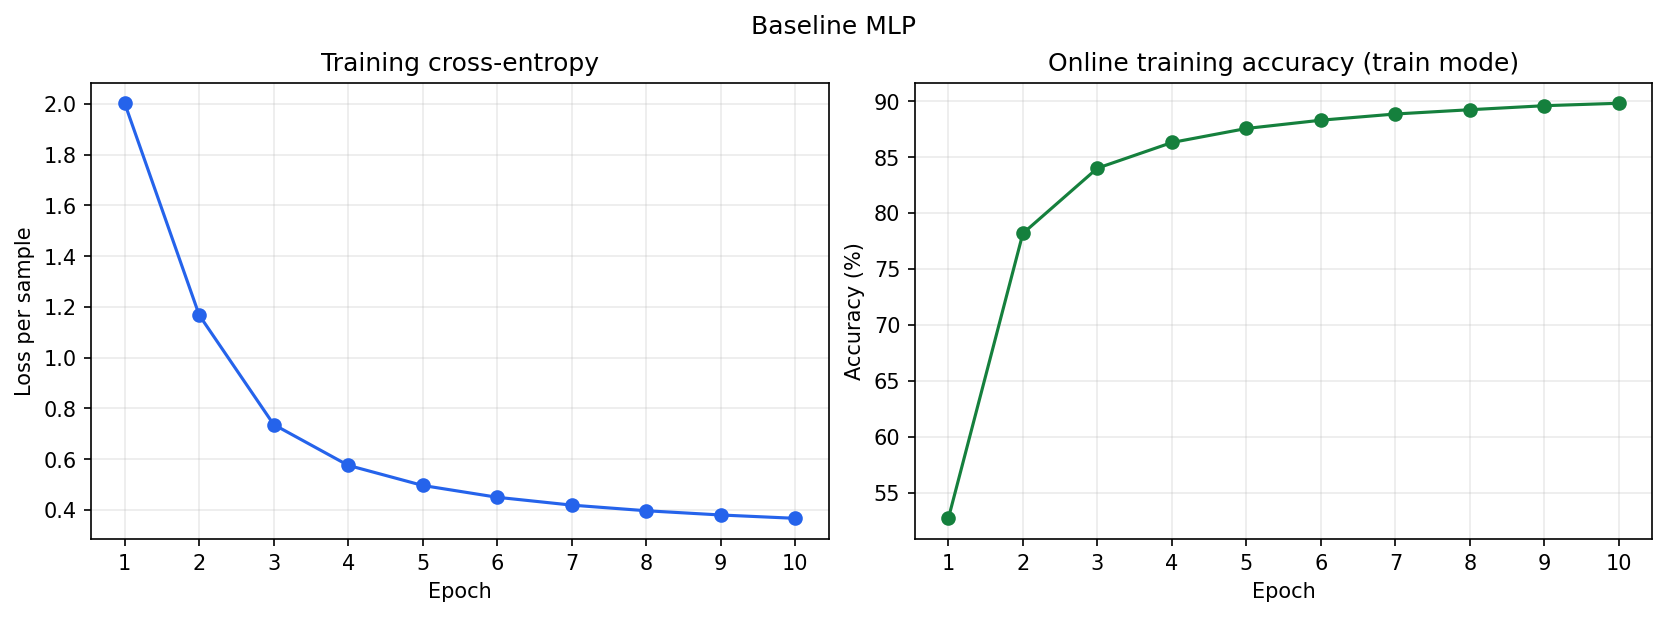 Baseline MLP
Training cross-entropy
Loss per sample
2.0
1.8
1.6
1.4
1.2
1.0
0.8
0.6
0.4
1 2 3 4 5 6 7 8 9 10
Epoch
Online training accuracy (train mode)
Accuracy (%)
90
85
80
75
70
65
60
55
1 2 3 4 5 6 7 8 9 10
Epoch